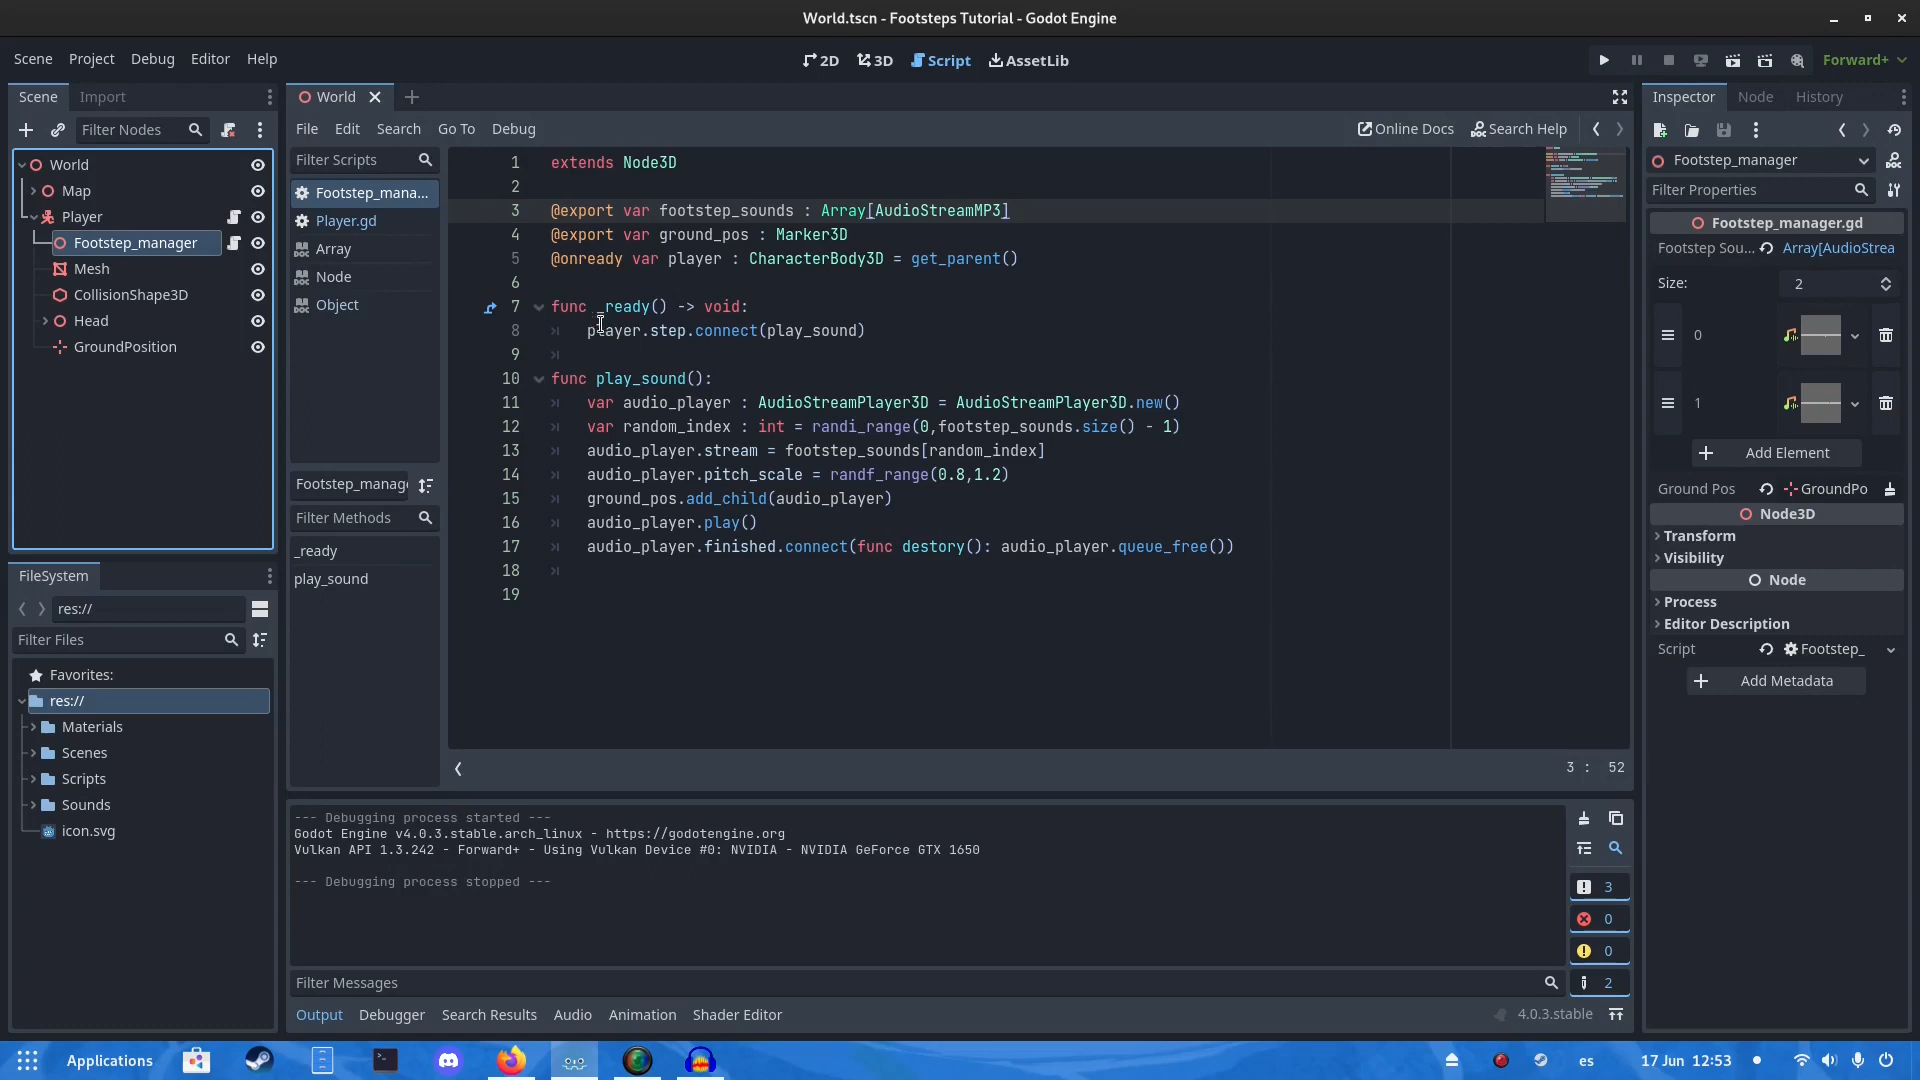 World.tscn - Footsteps Tutorial - Godot Engine
Scene Project Debug Editor Help
2D 3D Script AssetLib
Forward+
Scene Import
Filter Nodes
World
Map
Player
Footstep_manager
Mesh
CollisionShape3D
Head
GroundPosition
FileSystem
res://
Filter Files
Favorites:
res://
Materials
Scenes
Scripts
Sounds
icon.svg
World
File Edit Search Go To Debug
Online Docs Search Help
Filter Scripts
Footstep_mana...
Player.gd
Array
Node
Object
Footstep_manage
Filter Methods
_ready
play_sound
1 extends Node3D
2
3 @export var footstep_sounds : Array[AudioStreamMP3]
4 @export var ground_pos : Marker3D
5 @onready var player : CharacterBody3D = get_parent()
6
7 func _ready() -> void:
8 player.step.connect(play_sound)
9
10 func play_sound():
11 var audio_player : AudioStreamPlayer3D = AudioStreamPlayer3D.new()
12 var random_index : int = randi_range(0,footstep_sounds.size() - 1)
13 audio_player.stream = footstep_sounds[random_index]
14 audio_player.pitch_scale = randf_range(0.8,1.2)
15 ground_pos.add_child(audio_player)
16 audio_player.play()
17 audio_player.finished.connect(func destory(): audio_player.queue_free())
18
19
3 : 52
--- Debugging process started ---
Godot Engine v4.0.3.stable.arch_linux - https://godotengine.org
Vulkan API 1.3.242 - Forward+ - Using Vulkan Device #0: NVIDIA - NVIDIA GeForce GTX 1650
--- Debugging process stopped ---
3
0
0
2
Filter Messages
Output Debugger Search Results Audio Animation Shader Editor
4.0.3.stable
Inspector Node History
Footstep_manager
Filter Properties
Footstep_manager.gd
Footstep Sou... Array[AudioStrea
Size: 2
0
1
Add Element
Ground Pos GroundPo
Node3D
Transform
Visibility
Node
Process
Editor Description
Script Footstep_
Add Metadata
Applications
es 17 Jun 12:53